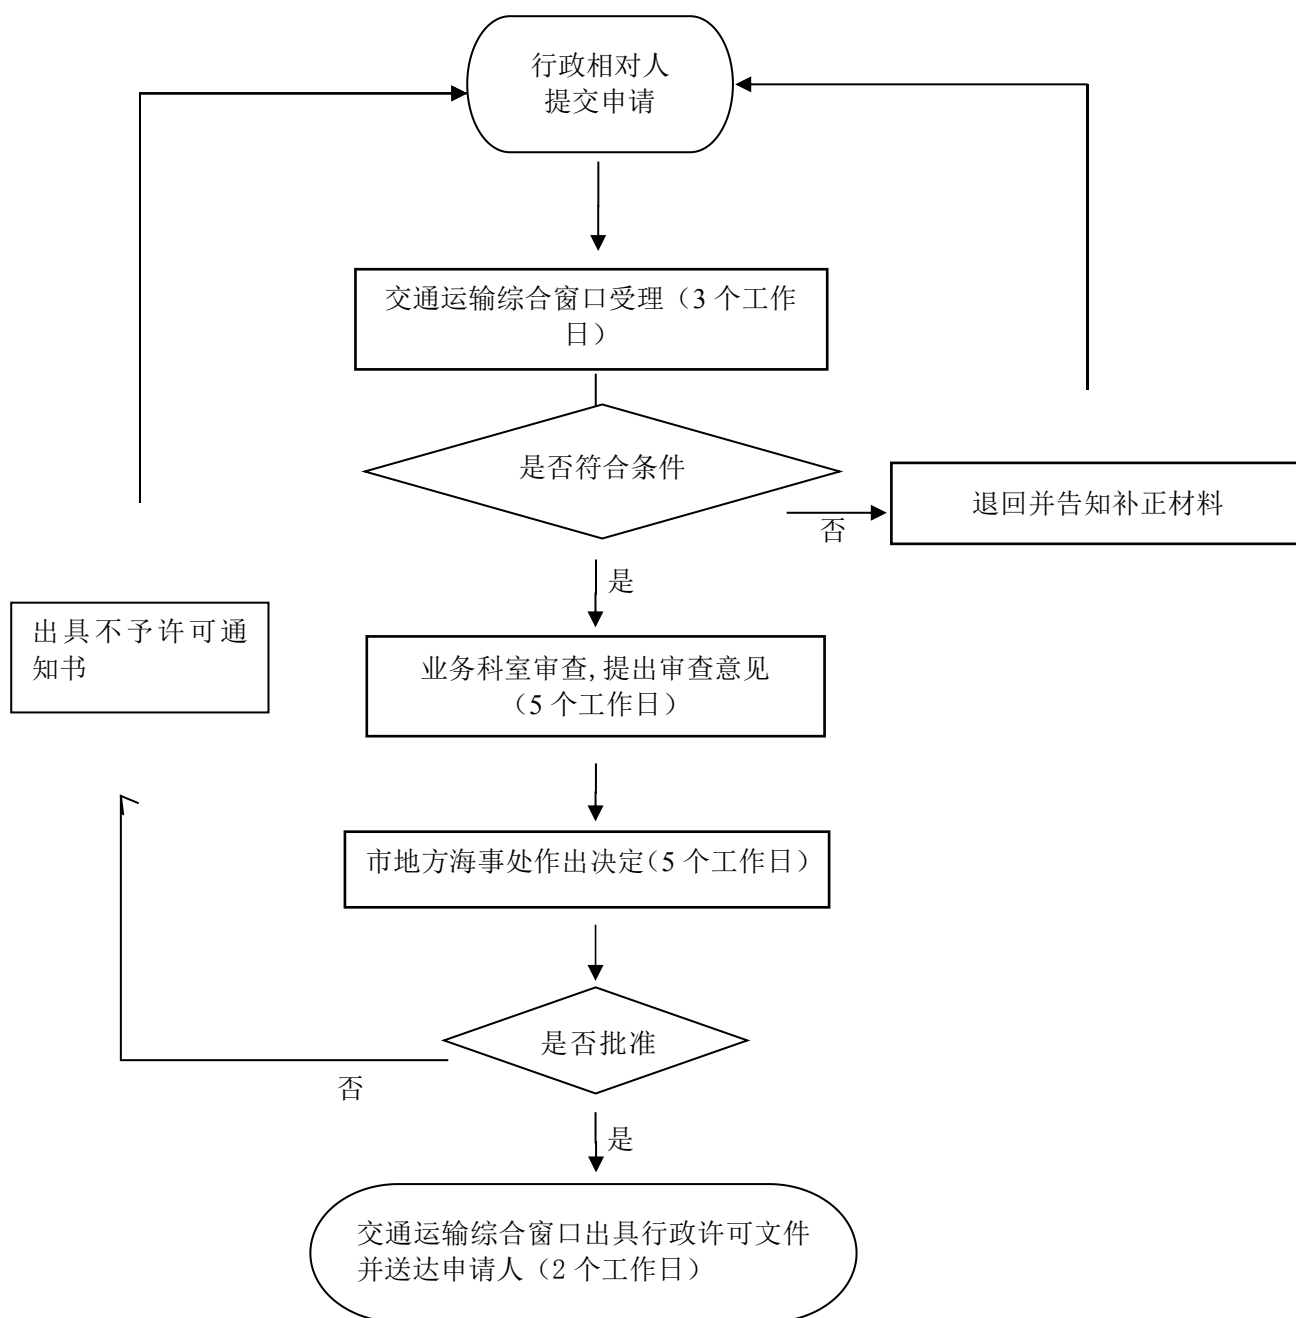 行政相对人
提交申请
交通运输综合窗口受理（3个工作
日）
是否符合条件
否
退回并告知补正材料
是
出具不予许可通
知书
业务科室审查,提出审查意见
（5个工作日）
市地方海事处作出决定(5个工作日)
是否批准
否
是
交通运输综合窗口出具行政许可文件
并送达申请人（2个工作日）